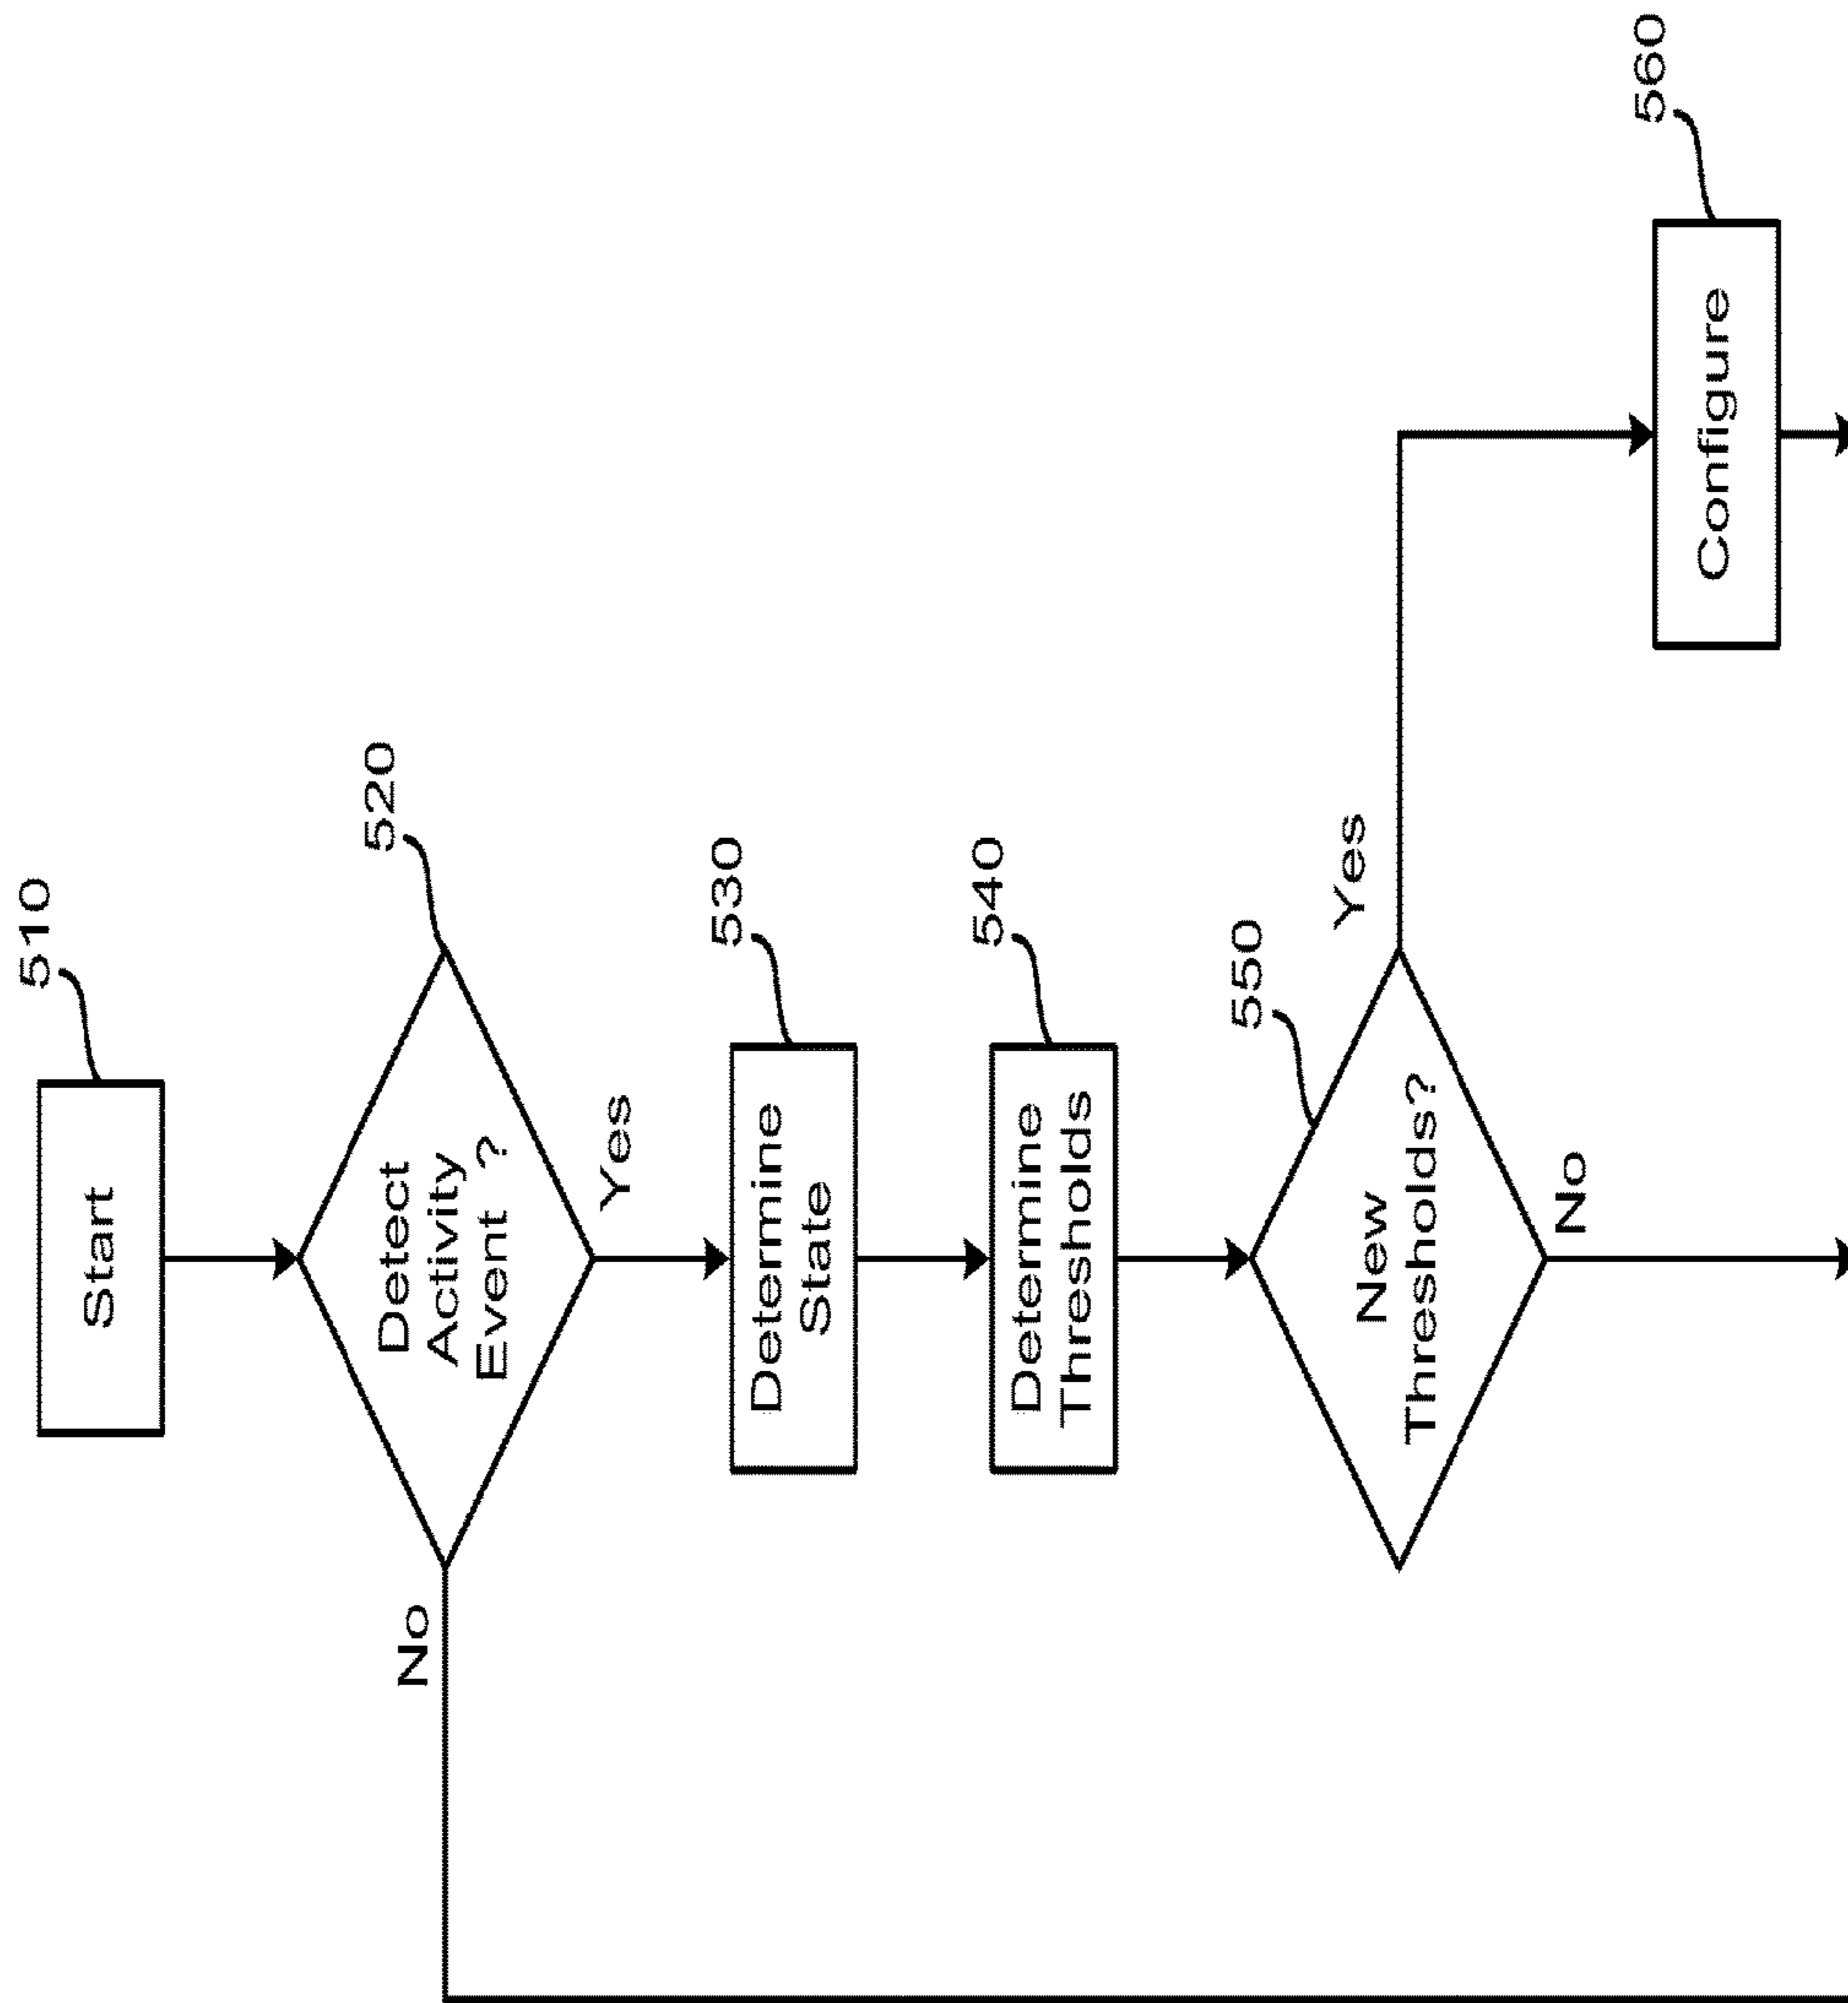 510
Start
520
Detect
Activity
Event ?
No
Yes
530
Determine
State
540
Determine
Thresholds
550
New
Thresholds?
Yes
No
560
Configure